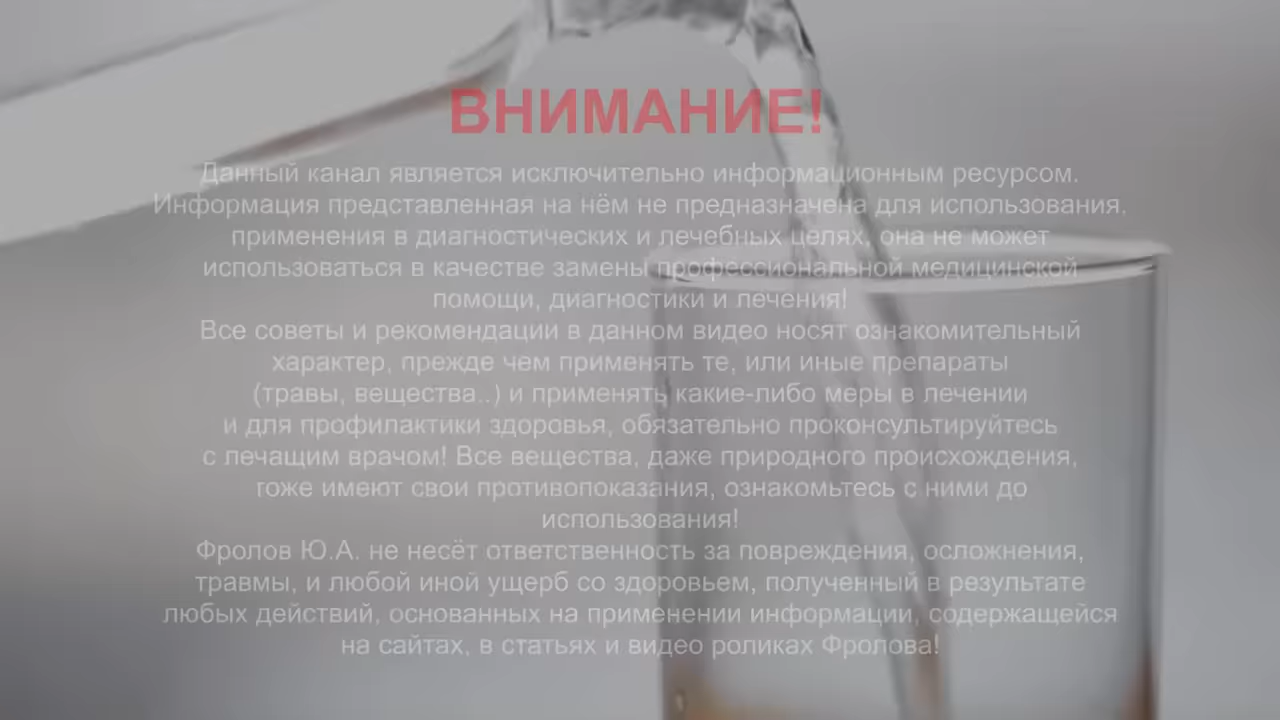 ВНИМАНИЕ!
Данный канал является исключительно информационным ресурсом.
Информация представленная на нём не предназначена для использования,
применения в диагностических и лечебных целях, она не может
использоваться в качестве замены профессиональной медицинской
помощи, диагностики и лечения!
Все советы и рекомендации в данном видео носят ознакомительный
характер, прежде чем применять те, или иные препараты
(травы, вещества..) и применять какие-либо меры в лечении
и для профилактики здоровья, обязательно проконсультируйтесь
с лечащим врачом! Все вещества, даже природного происхождения,
тоже имеют свои противопоказания, ознакомьтесь с ними до
использования!
Фролов Ю.А. не несёт ответственность за повреждения, осложнения,
травмы, и любой иной ущерб со здоровьем, полученный в результате
любых действий, основанных на применении информации, содержащейся
на сайтах, в статьях и видео роликах Фролова!